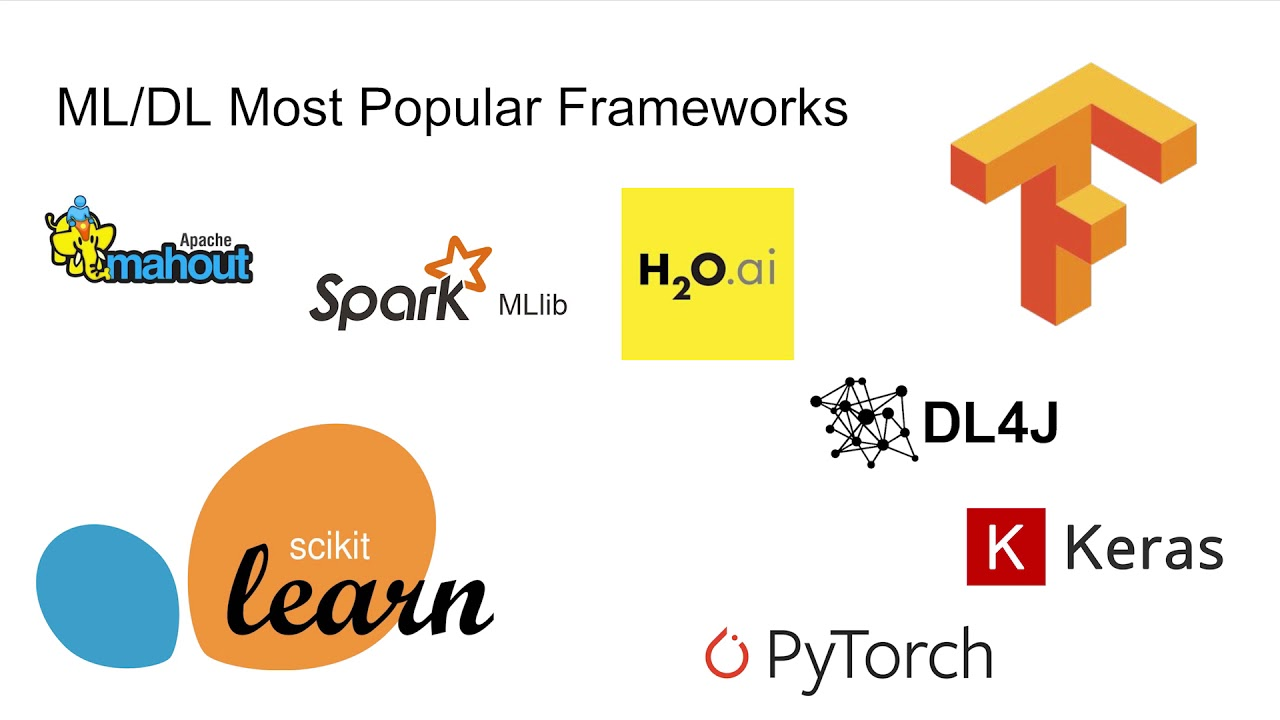 ML/DL Most Popular Frameworks
Apache
mahout
Spark MLlib
H2O.ai
DL4J
scikit
learn
K Keras
PyTorch